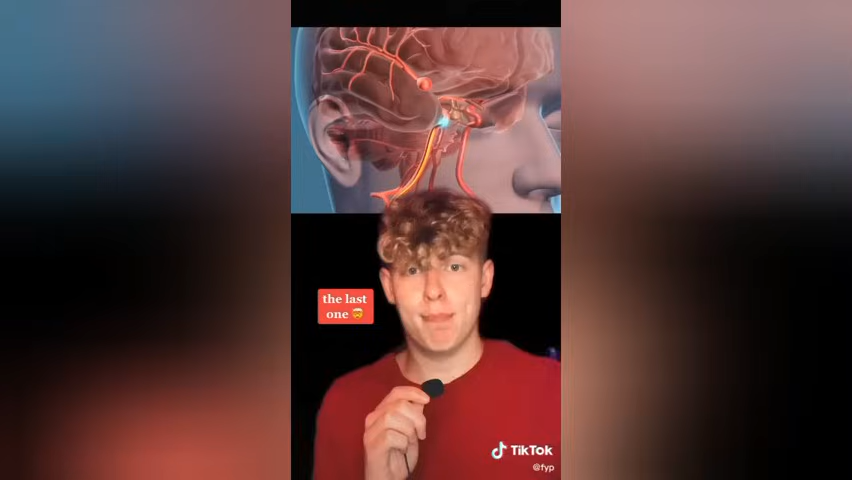 the last
one 🤯
TikTok
@fyp